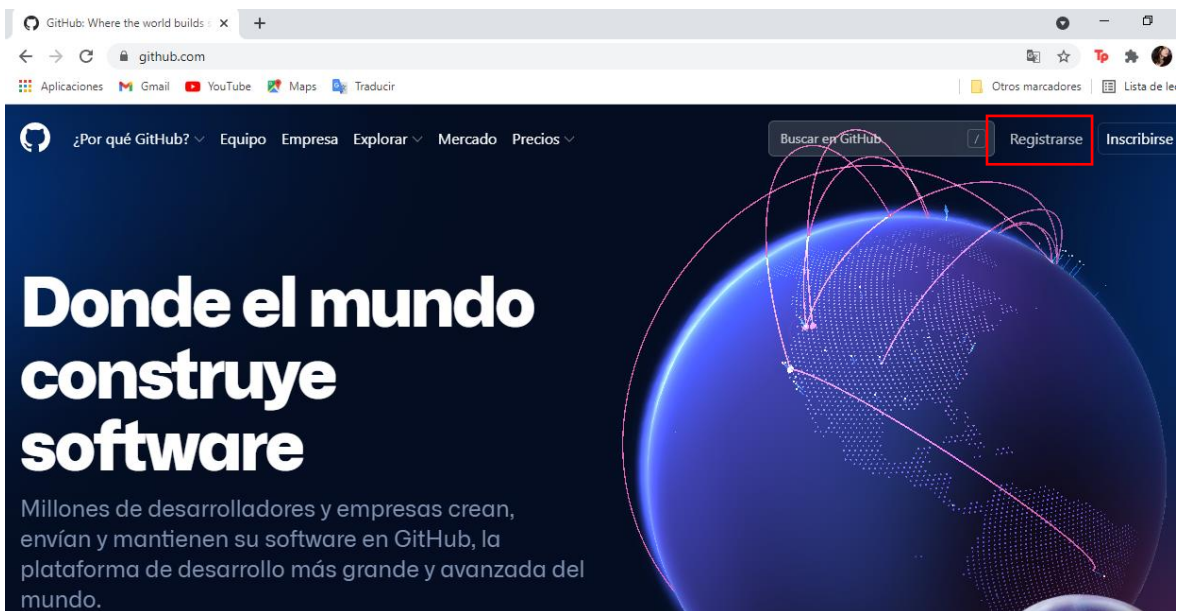 GitHub: Where the world builds s
github.com
Aplicaciones Gmail YouTube Maps Traducir Otros marcadores Lista de le
¿Por qué GitHub? Equipo Empresa Explorar Mercado Precios Buscar en GitHub / Registrarse Inscribirse
Donde el mundo
construye
software
Millones de desarrolladores y empresas crean,
envían y mantienen su software en GitHub, la
plataforma de desarrollo más grande y avanzada del
mundo.